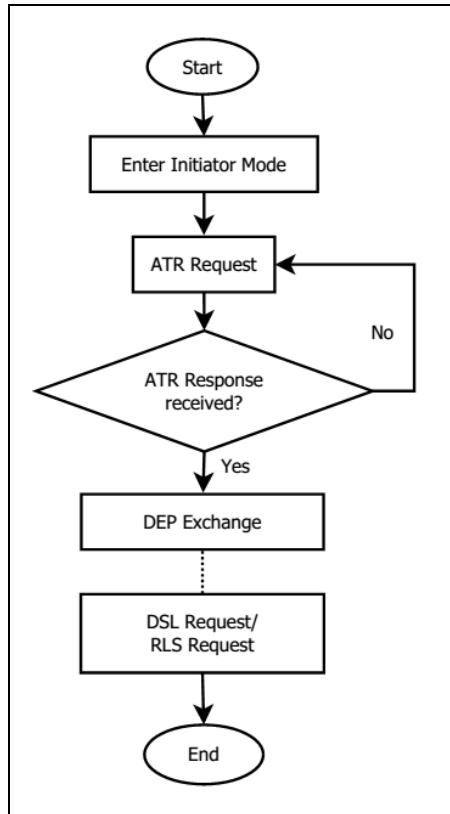 Start
Enter Initiator Mode
ATR Request
No
ATR Response
received?
Yes
DEP Exchange
DSL Request/
RLS Request
End